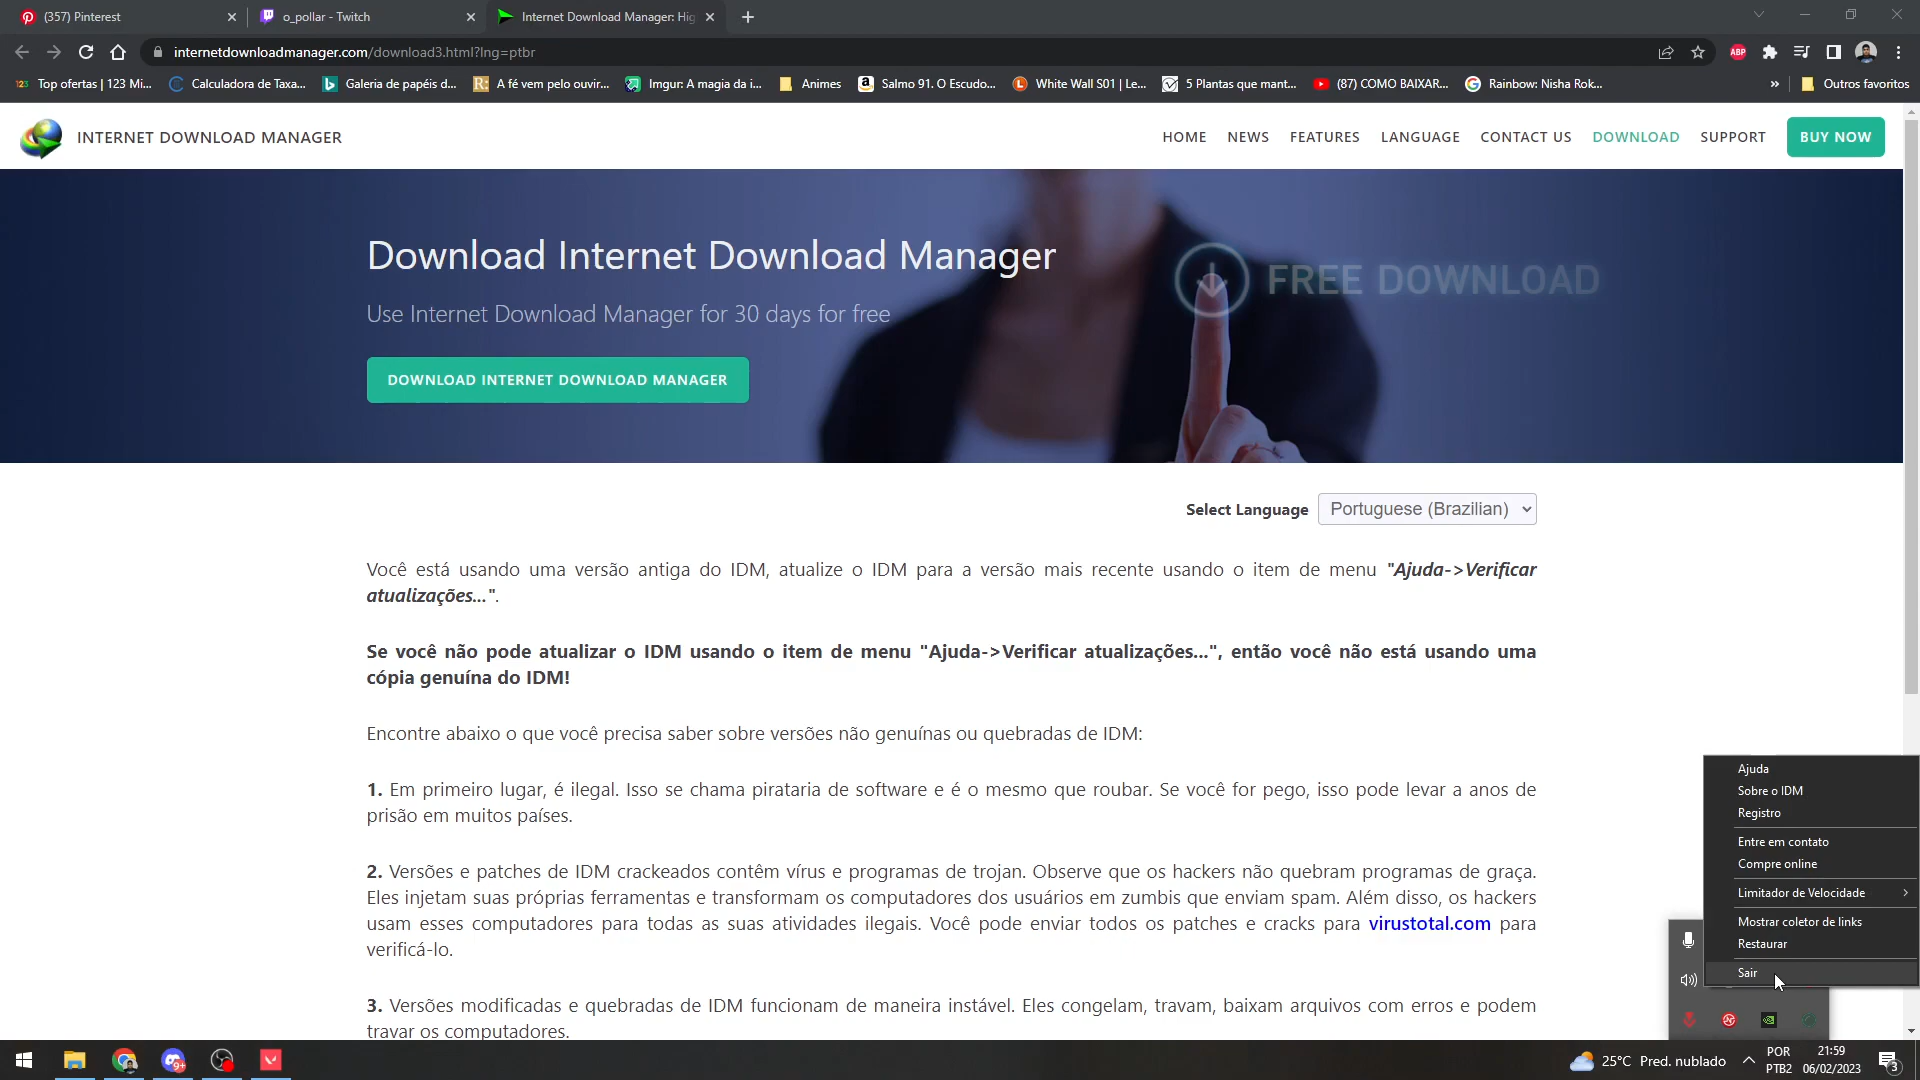 (357) Pinterest
o_pollar - Twitch
Internet Download Manager: Hig
internetdownloadmanager.com/download3.html?lng=ptbr
ABP
Top ofertas | 123 Mi...
Calculadora de Taxa...
Galeria de papéis d...
A fé vem pelo ouvir...
Imgur: A magia da i...
Animes
Salmo 91. O Escudo...
White Wall S01 | Le...
5 Plantas que mant...
(87) COMO BAIXAR...
Rainbow: Nisha Rok...
»
Outros favoritos
INTERNET DOWNLOAD MANAGER
HOME
NEWS
FEATURES
LANGUAGE
CONTACT US
DOWNLOAD
SUPPORT
BUY NOW
Download Internet Download Manager
FREE DOWNLOAD
Use Internet Download Manager for 30 days for free
DOWNLOAD INTERNET DOWNLOAD MANAGER
Select Language
Portuguese (Brazilian)
Você está usando uma versão antiga do IDM, atualize o IDM para a versão mais recente usando o item de menu "Ajuda->Verificar
atualizações...".
Se você não pode atualizar o IDM usando o item de menu "Ajuda->Verificar atualizações...", então você não está usando uma
cópia genuína do IDM!
Encontre abaixo o que você precisa saber sobre versões não genuínas ou quebradas de IDM:
1. Em primeiro lugar, é ilegal. Isso se chama pirataria de software e é o mesmo que roubar. Se você for pego, isso pode levar a anos de
prisão em muitos países.
2. Versões e patches de IDM crackeados contêm vírus e programas de trojan. Observe que os hackers não quebram programas de graça.
Eles injetam suas próprias ferramentas e transformam os computadores dos usuários em zumbis que enviam spam. Além disso, os hackers
usam esses computadores para todas as suas atividades ilegais. Você pode enviar todos os patches e cracks para virustotal.com para
verificá-lo.
3. Versões modificadas e quebradas de IDM funcionam de maneira instável. Eles congelam, travam, baixam arquivos com erros e podem
travar os computadores.
Ajuda
Sobre o IDM
Registro
Entre em contato
Compre online
Limitador de Velocidade
Mostrar coletor de links
Restaurar
Sair
9+
25°C Pred. nublado
POR
PTB2
21:59
06/02/2023
3